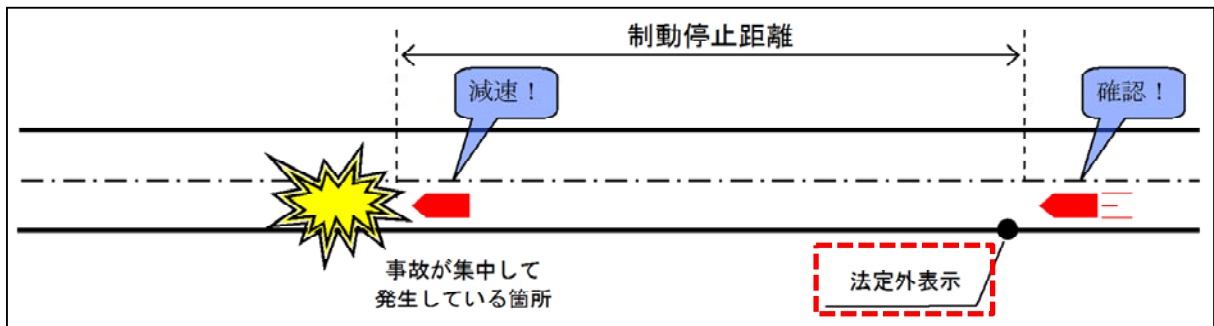 制動停止距離
減速！
確認！
事故が集中して
発生している箇所
法定外表示